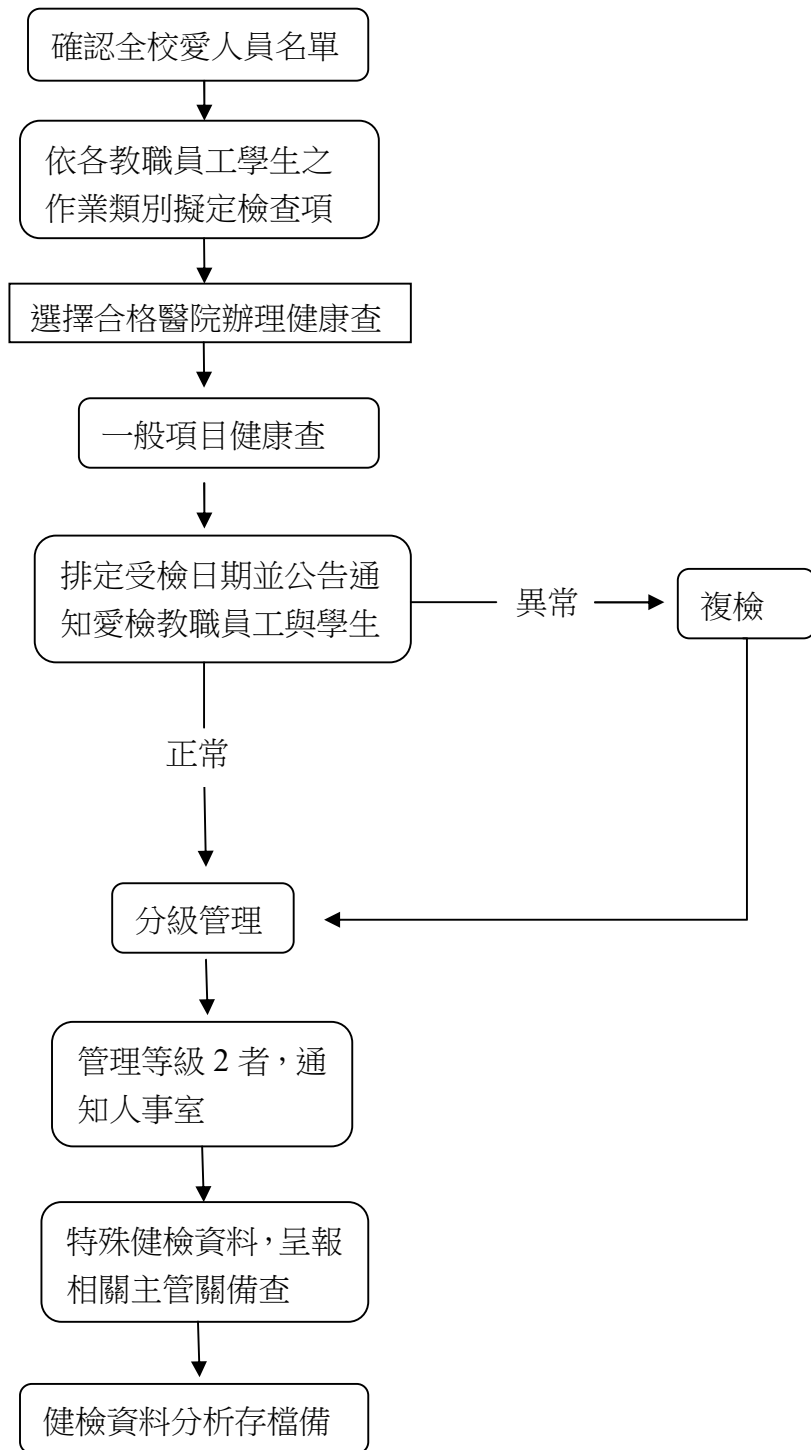 確認全校愛人員名單
依各教職員工學生之
作業類別擬定檢查項
選擇合格醫院辦理健康查
一般項目健康查
排定受檢日期並公告通
知愛檢教職員工與學生
異常
複檢
正常
分級管理
管理等級 2 者，通
知人事室
特殊健檢資料，呈報
相關主管關備查
健檢資料分析存檔備